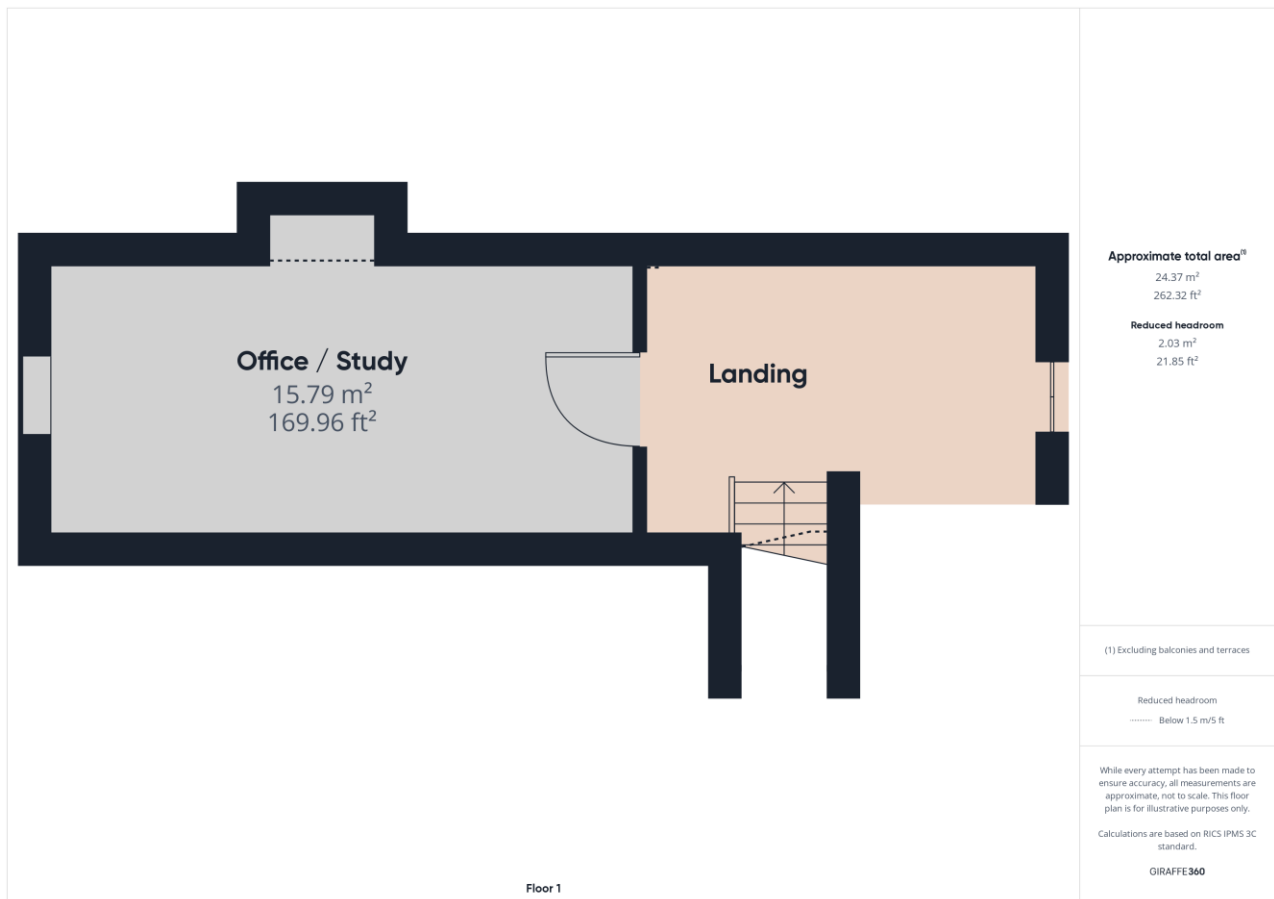 Office / Study
15.79 m²
169.96 ft²
Landing
Floor 1
Approximate total area⁽¹⁾
24.37 m²
262.32 ft²
Reduced headroom
2.03 m²
21.85 ft²
(1) Excluding balconies and terraces
Reduced headroom
Below 1.5 m/5 ft
While every attempt has been made to
ensure accuracy, all measurements are
approximate, not to scale. This floor
plan is for illustrative purposes only.
Calculations are based on RICS IPMS 3C
standard.
GIRAFFE360